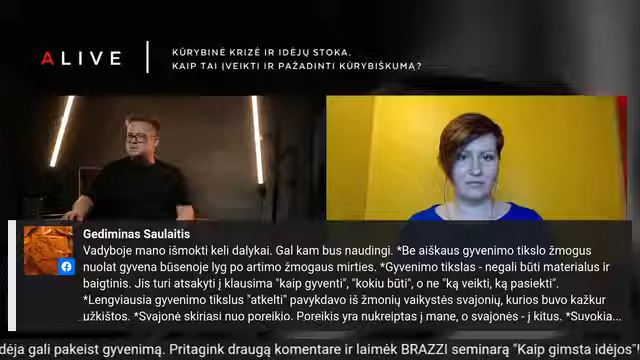 ALIVE
KŪRYBINĖ KRIZĖ IR IDĖJŲ STOKA.
KAIP TAI ĮVEIKTI IR PAŽADINTI KŪRYBIŠKUMĄ?
Gediminas Saulaitis
Vadyboje mano išmokti keli dalykai. Gal kam bus naudingi. *Be aiškaus gyvenimo tikslo žmogus
nuolat gyvena būsenoje lyg po artimo žmogaus mirties. *Gyvenimo tikslas - negali būti materialus ir
baigtinis. Jis turi atsakyti į klausima "kaip gyventi", "kokiu būti", o ne "ką veikti, ką pasiekti".
*Lengviausia gyvenimo tikslus "atkelti" pavykdavo iš žmonių vaikystės svajonių, kurios buvo kažkur
užkištos. *Svajonė skiriasi nuo poreikio. Poreikis yra nukreiptas į mane, o svajonės - į kitus. *Suvokia...
dėja gali pakeist gyvenimą. Pritagink draugą komentare ir laimėk BRAZZI seminarą "Kaip gimsta idėjos"!